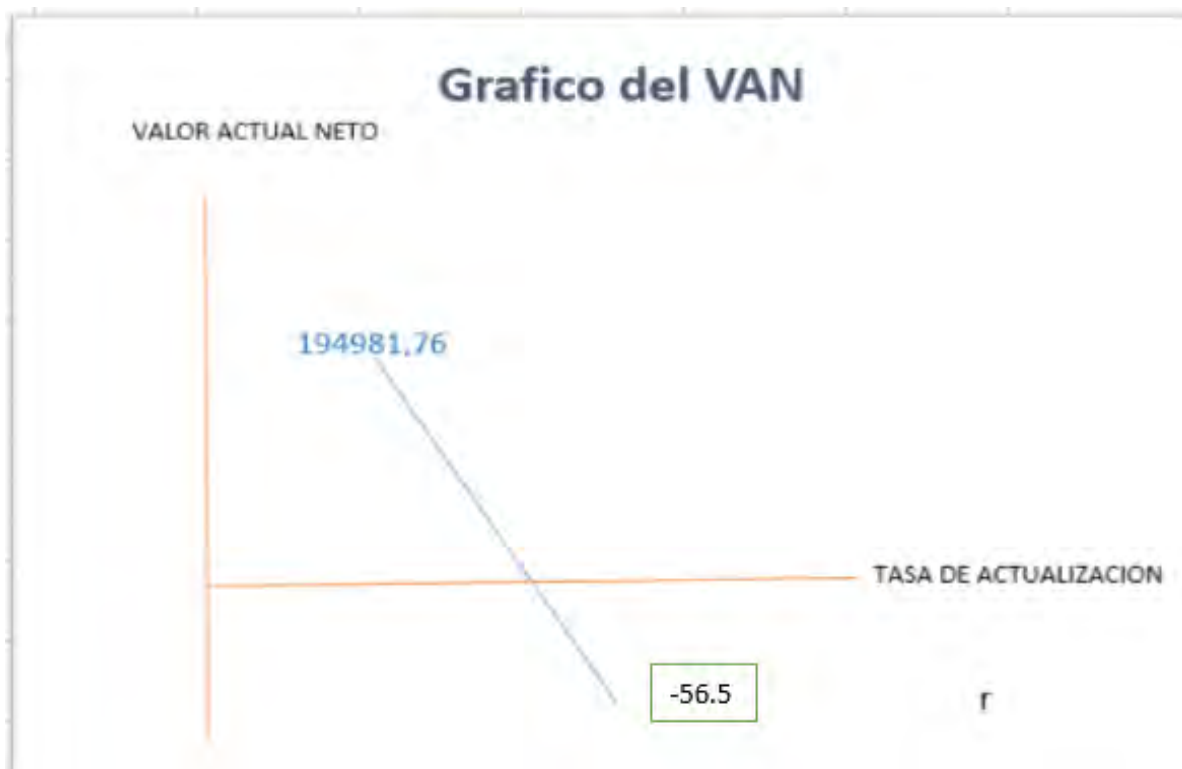 Grafico del VAN
VALOR ACTUAL NETO
194981,76
TASA DE ACTUALIZACION
-56.5
r